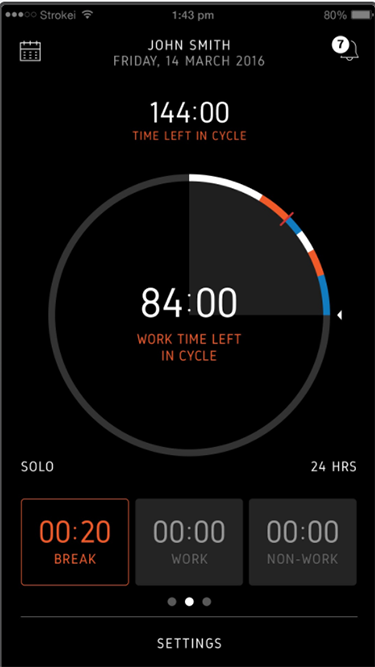 Strokei 1:43 pm 80%
JOHN SMITH
FRIDAY, 14 MARCH 2016
7
144:00
TIME LEFT IN CYCLE
84:00
WORK TIME LEFT
IN CYCLE
SOLO 24 HRS
00:20 00:00 00:00
BREAK WORK NON-WORK
SETTINGS